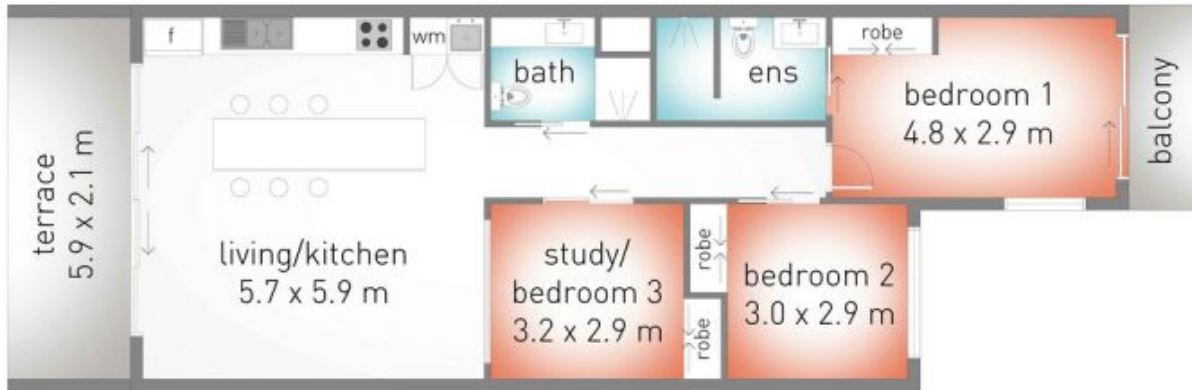 f
wm
bath
ens
robe
bedroom 1
4.8 x 2.9 m
balcony
terrace
5.9 x 2.1 m
living/kitchen
5.7 x 5.9 m
study/
bedroom 3
3.2 x 2.9 m
robe
robe
bedroom 2
3.0 x 2.9 m